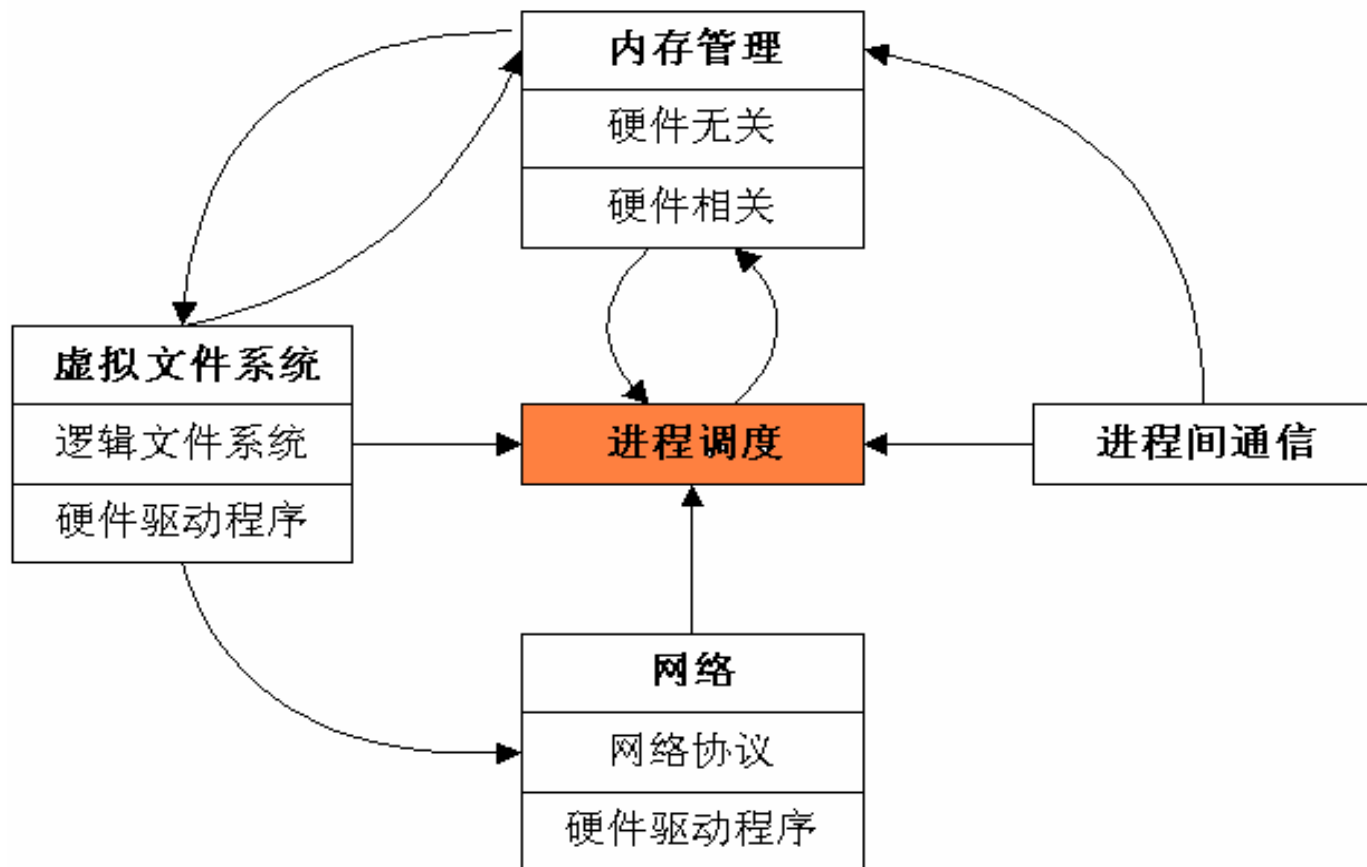 内存管理
硬件无关
硬件相关
虚拟文件系统
逻辑文件系统
硬件驱动程序
进程调度
进程间通信
网络
网络协议
硬件驱动程序